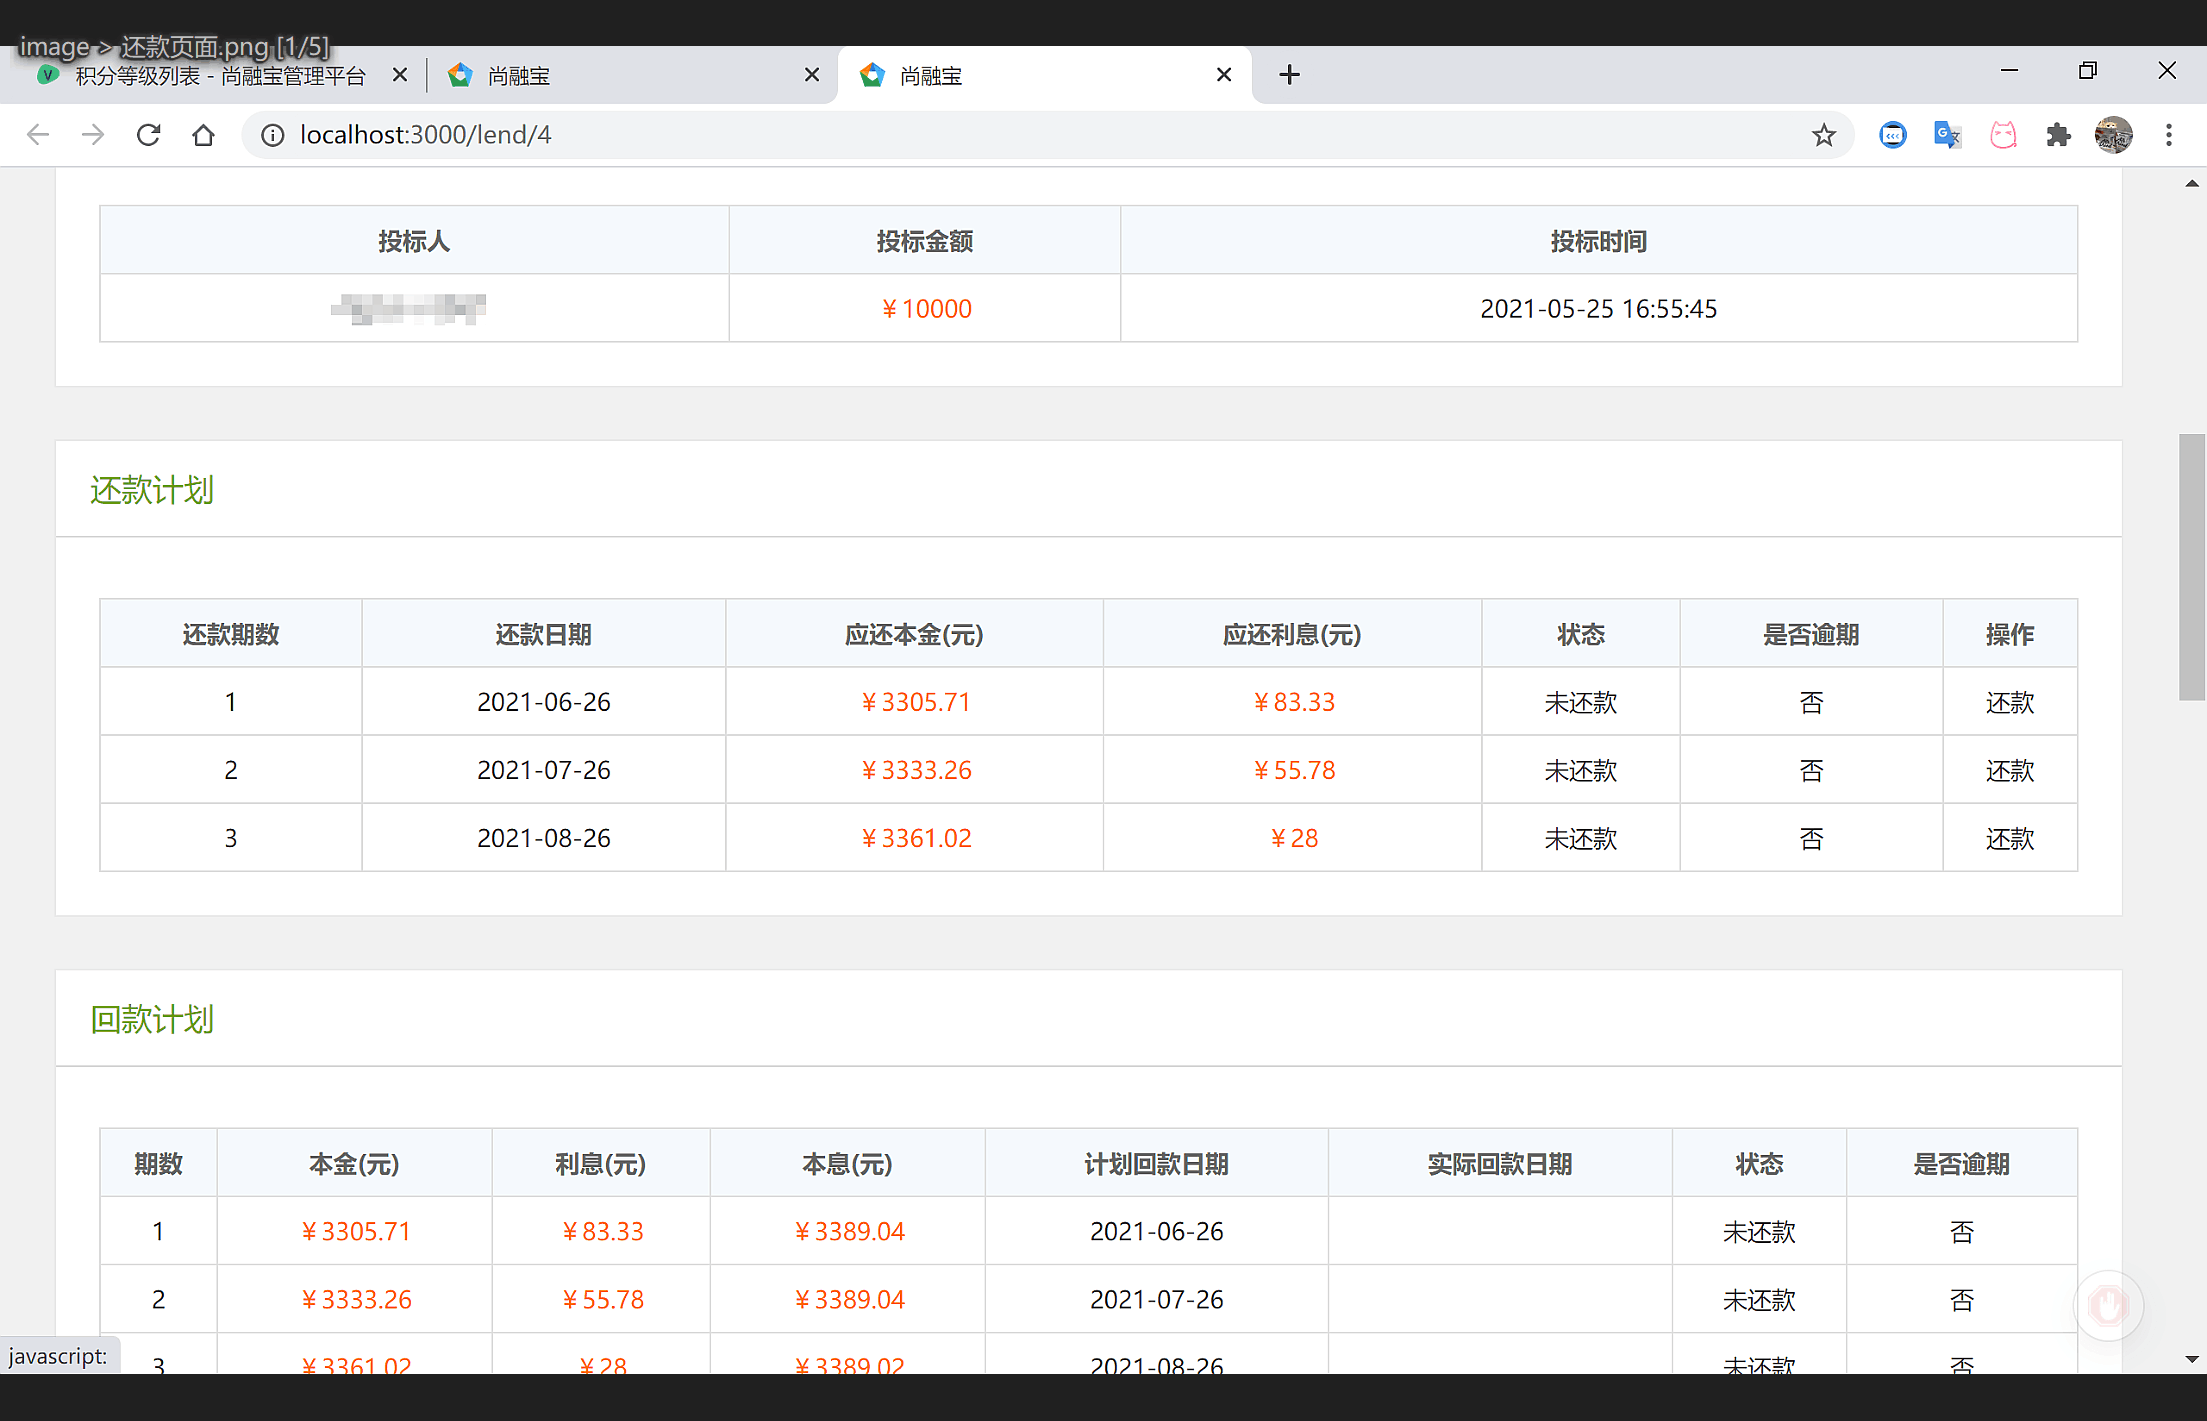 image > 还款页面.png [1/5]
积分等级列表 - 尚融宝管理平台 尚融宝 尚融宝
localhost:3000/lend/4
投标人 投标金额 投标时间
¥10000 2021-05-25 16:55:45
还款计划
还款期数 还款日期 应还本金(元) 应还利息(元) 状态 是否逾期 操作
1 2021-06-26 ¥3305.71 ¥83.33 未还款 否 还款
2 2021-07-26 ¥3333.26 ¥55.78 未还款 否 还款
3 2021-08-26 ¥3361.02 ¥28 未还款 否 还款
回款计划
期数 本金(元) 利息(元) 本息(元) 计划回款日期 实际回款日期 状态 是否逾期
1 ¥3305.71 ¥83.33 ¥3389.04 2021-06-26 未还款 否
2 ¥3333.26 ¥55.78 ¥3389.04 2021-07-26 未还款 否
3 ¥3361.02 ¥28 ¥3389.02 2021-08-26 未还款 否
javascript: